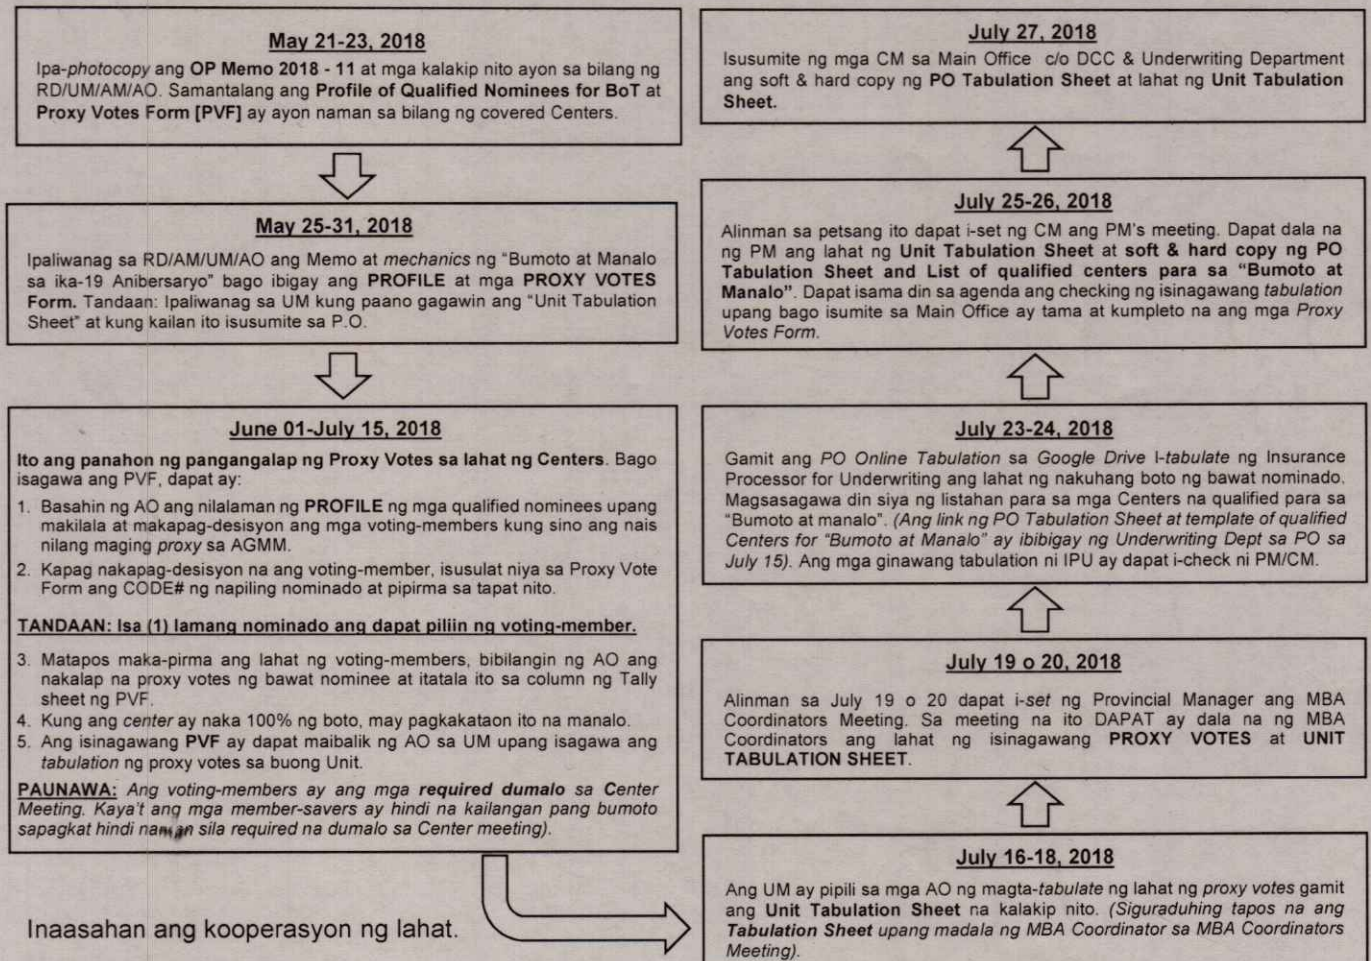 May 21-23, 2018
Ipa-photocopy ang OP Memo 2018 - 11 at mga kalakip nito ayon sa bilang ng
RD/UM/AM/AO. Samantalang ang Profile of Qualified Nominees for BoT at
Proxy Votes Form [PVF] ay ayon naman sa bilang ng covered Centers.
May 25-31, 2018
Ipaliwanag sa RD/AM/UM/AO ang Memo at mechanics ng “Bumoto at Manalo
sa ika-19 Anibersaryo” bago ibigay ang PROFILE at mga PROXY VOTES
Form. Tandaan: Ipaliwanag sa UM kung paano gagawin ang “Unit Tabulation
Sheet” at kung kailan ito isusumite sa P.O.
June 01-July 15, 2018
Ito ang panahon ng pangangalap ng Proxy Votes sa lahat ng Centers. Bago
isagawa ang PVF, dapat ay:
1. Basahin ng AO ang nilalaman ng PROFILE ng mga qualified nominees upang
makilala at makapag-desisyon ang mga voting-members kung sino ang nais
nilang maging proxy sa AGMM.
2. Kapag nakapag-desisyon na ang voting-member, isusulat niya sa Proxy Vote
Form ang CODE# ng napiling nominado at pipirma sa tapat nito.
TANDAAN: Isa (1) lamang nominado ang dapat piliin ng voting-member.
3. Matapos maka-pirma ang lahat ng voting-members, bibilangin ng AO ang
nakalap na proxy votes ng bawat nominee at itatala ito sa column ng Tally
sheet ng PVF.
4. Kung ang center ay naka 100% ng boto, may pagkakataon ito na manalo.
5. Ang isinagawang PVF ay dapat maibalik ng AO sa UM upang isagawa ang
tabulation ng proxy votes sa buong Unit.
PAUNAWA: Ang voting-members ay ang mga required dumalo sa Center
Meeting. Kaya't ang mga member-savers ay hindi na kailangan pang bumoto
sapagkat hindi naman sila required na dumalo sa Center meeting).
Inaasahan ang kooperasyon ng lahat.
July 16-18, 2018
Ang UM ay pipili sa mga AO ng magta-tabulate ng lahat ng proxy votes gamit
ang Unit Tabulation Sheet na kalakip nito. (Siguraduhing tapos na ang
Tabulation Sheet upang madala ng MBA Coordinator sa MBA Coordinators
Meeting).
July 19 o 20, 2018
Alinman sa July 19 o 20 dapat i-set ng Provincial Manager ang MBA
Coordinators Meeting. Sa meeting na ito DAPAT ay dala na ng MBA
Coordinators ang lahat ng isinagawang PROXY VOTES at UNIT
TABULATION SHEET.
July 23-24, 2018
Gamit ang PO Online Tabulation sa Google Drive I-tabulate ng Insurance
Processor for Underwriting ang lahat ng nakuhang boto ng bawat nominado.
Magsasagawa din siya ng listahan para sa mga Centers na qualified para sa
“Bumoto at manalo”. (Ang link ng PO Tabulation Sheet at template of qualified
Centers for “Bumoto at Manalo” ay ibibigay ng Underwriting Dept sa PO sa
July 15). Ang mga ginawang tabulation ni IPU ay dapat i-check ni PM/CM.
July 25-26, 2018
Alinman sa petsang ito dapat i-set ng CM ang PM's meeting. Dapat dala na
ng PM ang lahat ng Unit Tabulation Sheet at soft & hard copy ng PO
Tabulation Sheet and List of qualified centers para sa “Bumoto at
Manalo”. Dapat isama din sa agenda ang checking ng isinagawang tabulation
upang bago isumite sa Main Office ay tama at kumpleto na ang mga Proxy
Votes Form.
July 27, 2018
Isusumite ng mga CM sa Main Office c/o DCC & Underwriting Department
ang soft & hard copy ng PO Tabulation Sheet at lahat ng Unit Tabulation
Sheet.